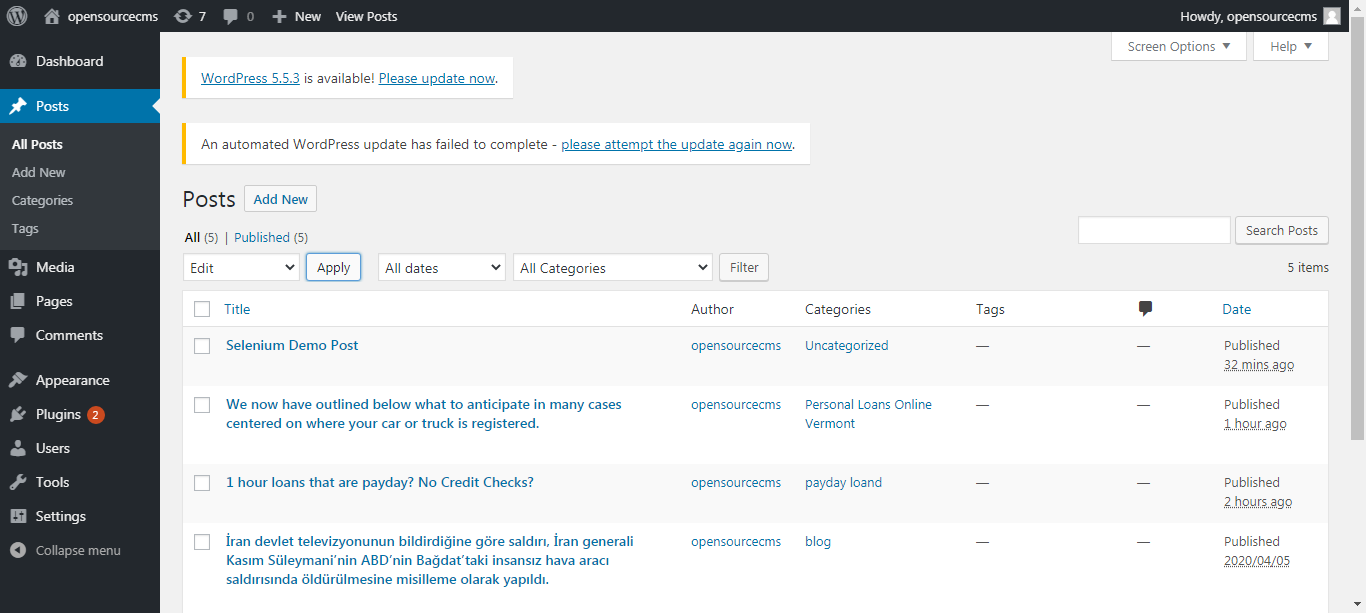 opensourcecms 7 0 New View Posts Howdy, opensourcecms
Screen Options Help
Dashboard
Posts
All Posts
Add New
Categories
Tags
Media
Pages
Comments
Appearance
Plugins 2
Users
Tools
Settings
Collapse menu
WordPress 5.5.3 is available! Please update now.
An automated WordPress update has failed to complete - please attempt the update again now.
Posts Add New
All (5) | Published (5)
Search Posts
Edit Apply All dates All Categories Filter 5 items
Title Author Categories Tags Date
Selenium Demo Post opensourcecms Uncategorized — — Published
32 mins ago
We now have outlined below what to anticipate in many cases opensourcecms Personal Loans Online — — Published
centered on where your car or truck is registered. Vermont 1 hour ago
1 hour loans that are payday? No Credit Checks? opensourcecms payday loand — — Published
2 hours ago
İran devlet televizyonunun bildirdiğine göre saldırı, İran generali opensourcecms blog — — Published
Kasım Süleymani’nin ABD’nin Bağdat’taki insansız hava aracı 2020/04/05
saldırısında öldürülmesine misilleme olarak yapıldı.